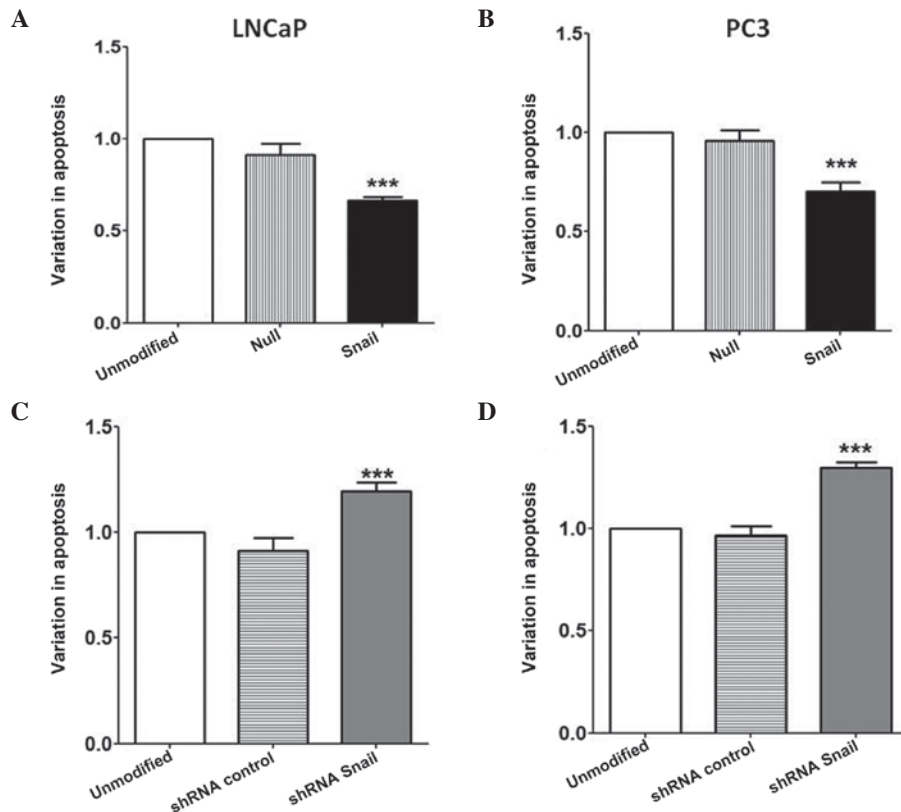 A
LNCaP
Variation in apoptosis
1.5
1.0
0.5
0.0
***
Unmodified
Null
Snail
B
PC3
Variation in apoptosis
1.5
1.0
0.5
0.0
***
Unmodified
Null
Snail
C
Variation in apoptosis
1.5
1.0
0.5
0.0
***
Unmodified
shRNA control
shRNA Snail
D
Variation in apoptosis
1.5
1.0
0.5
0.0
***
Unmodified
shRNA control
shRNA Snail